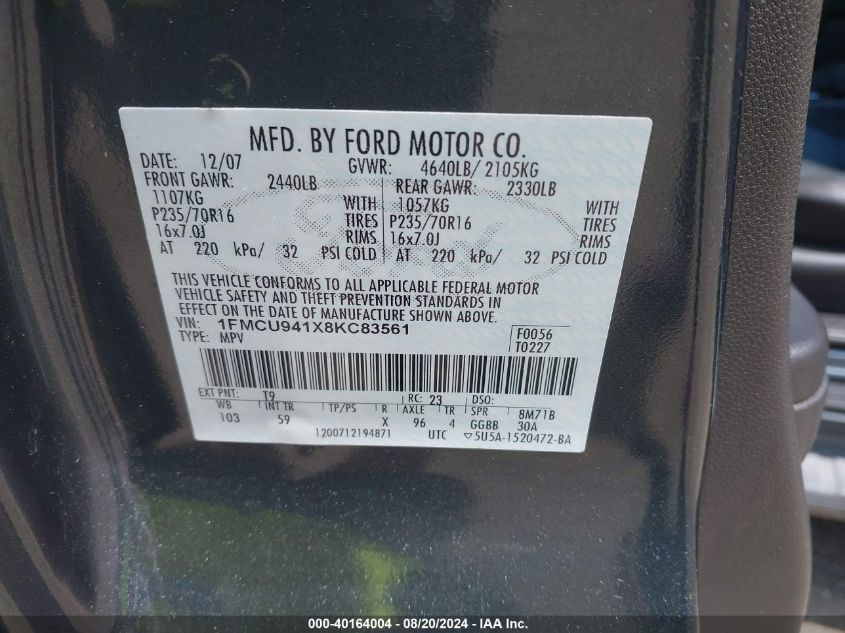 MFD. BY FORD MOTOR CO.
DATE: 12/07 GVWR: 4640LB/ 2105KG
FRONT GAWR: 2440LB REAR GAWR: 2330LB
1107KG WITH 1057KG WITH
P235/70R16 TIRES P235/70R16 TIRES
16x7.0J RIMS 16x7.0J RIMS
AT 220 kPa/ 32 PSI COLD AT 220 kPa/ 32 PSI COLD
THIS VEHICLE CONFORMS TO ALL APPLICABLE FEDERAL MOTOR
VEHICLE SAFETY AND THEFT PREVENTION STANDARDS IN
EFFECT ON THE DATE OF MANUFACTURE SHOWN ABOVE.
VIN: 1FMCU941X8KC83561 F0056
TYPE: MPV T0227
EXT PNT: T9 RC: 23 DSO:
WB INT TR TP/PS R AXLE TR SPR 8M71B
103 59 X 96 4 GGBB 30A
1200712194871 UTC ▽5U5A-1520472-BA
000-40164004 - 08/20/2024 - IAA Inc.